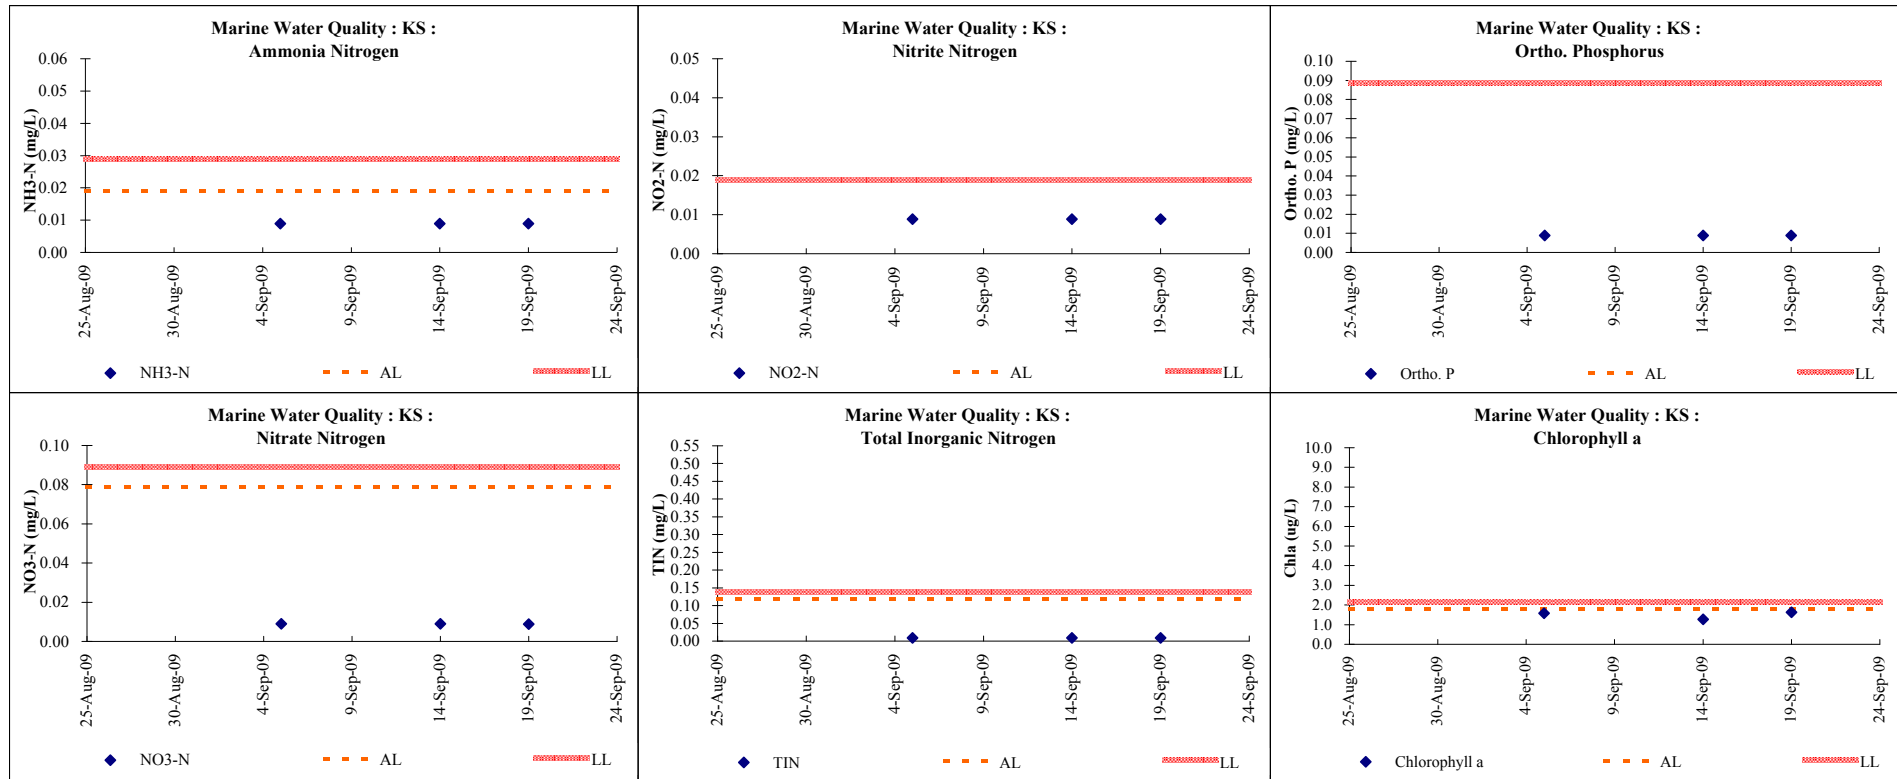 Marine Water Quality : KS :
Ammonia Nitrogen
NH3-N (mg/L)
0.06
0.05
0.04
0.03
0.02
0.01
0.00
25-Aug-09
30-Aug-09
4-Sep-09
9-Sep-09
14-Sep-09
19-Sep-09
24-Sep-09
NH3-N AL LL
Marine Water Quality : KS :
Nitrite Nitrogen
NO2-N (mg/L)
0.05
0.04
0.03
0.02
0.01
0.00
25-Aug-09
30-Aug-09
4-Sep-09
9-Sep-09
14-Sep-09
19-Sep-09
24-Sep-09
NO2-N AL LL
Marine Water Quality : KS :
Ortho. Phosphorus
Ortho. P (mg/L)
0.10
0.09
0.08
0.07
0.06
0.05
0.04
0.03
0.02
0.01
0.00
25-Aug-09
30-Aug-09
4-Sep-09
9-Sep-09
14-Sep-09
19-Sep-09
24-Sep-09
Ortho. P AL LL
Marine Water Quality : KS :
Nitrate Nitrogen
NO3-N (mg/L)
0.10
0.08
0.06
0.04
0.02
0.00
25-Aug-09
30-Aug-09
4-Sep-09
9-Sep-09
14-Sep-09
19-Sep-09
24-Sep-09
NO3-N AL LL
Marine Water Quality : KS :
Total Inorganic Nitrogen
TIN (mg/L)
0.55
0.50
0.45
0.40
0.35
0.30
0.25
0.20
0.15
0.10
0.05
0.00
25-Aug-09
30-Aug-09
4-Sep-09
9-Sep-09
14-Sep-09
19-Sep-09
24-Sep-09
TIN AL LL
Marine Water Quality : KS :
Chlorophyll a
Chla (ug/L)
10.0
9.0
8.0
7.0
6.0
5.0
4.0
3.0
2.0
1.0
0.0
25-Aug-09
30-Aug-09
4-Sep-09
9-Sep-09
14-Sep-09
19-Sep-09
24-Sep-09
Chlorophyll a AL LL